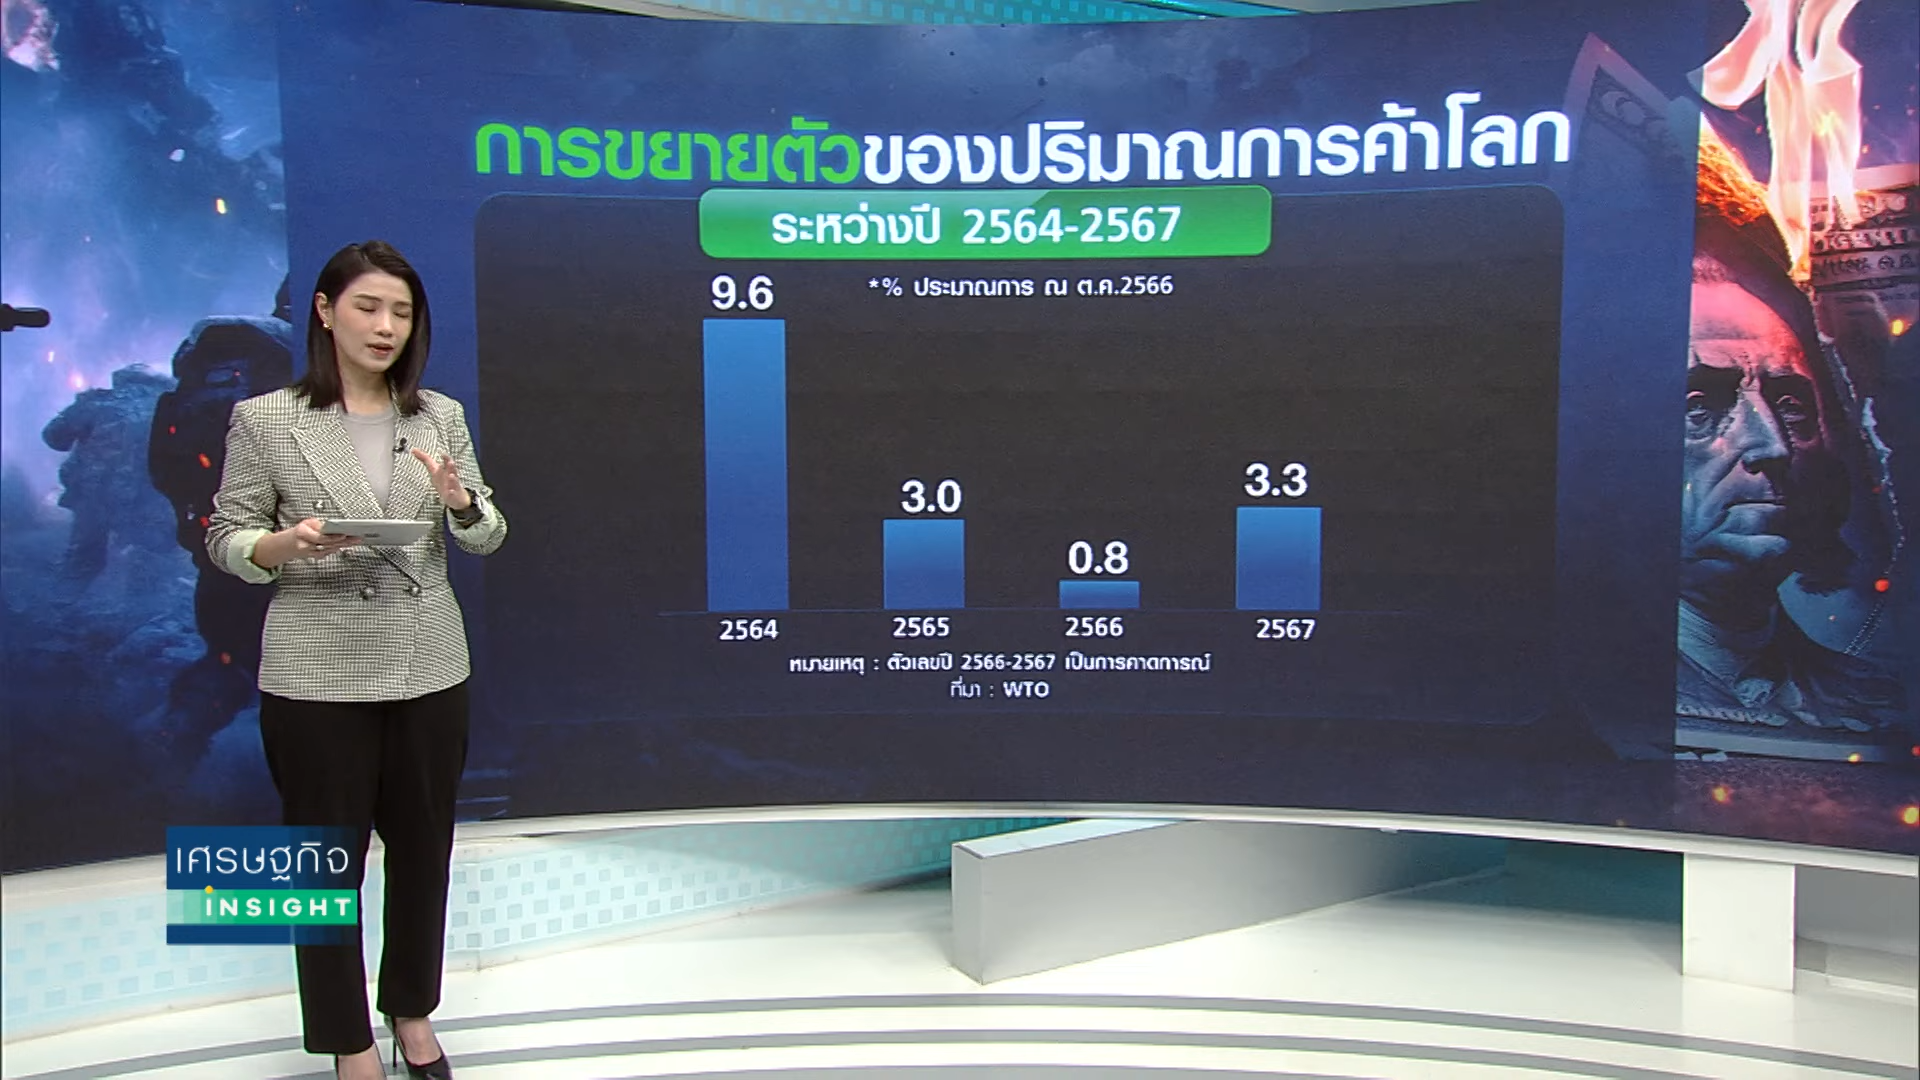 การขยายตัวของปริมาณการค้าโลก
ระหว่างปี 2564-2567
*% ประมาณการ ณ ต.ค.2566
9.6
3.0
0.8
3.3
2564
2565
2566
2567
หมายเหตุ : ตัวเลขปี 2566-2567 เป็นการคาดการณ์
ที่มา : WTO
เศรษฐกิจ
iNSIGHT